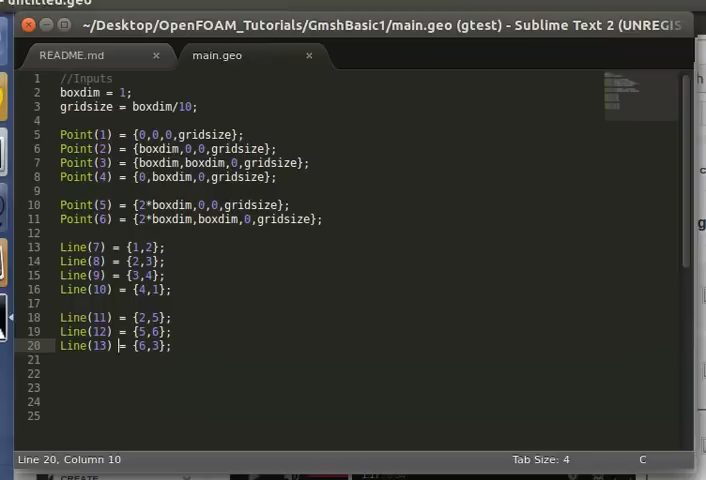 untitled.geo
~/Desktop/OpenFOAM_Tutorials/GmshBasic1/main.geo (gtest) - Sublime Text 2 (UNREGIS
README.md × main.geo ×
1 //Inputs
2 boxdim = 1;
3 gridsize = boxdim/10;
4
5 Point(1) = {0,0,0,gridsize};
6 Point(2) = {boxdim,0,0,gridsize};
7 Point(3) = {boxdim,boxdim,0,gridsize};
8 Point(4) = {0,boxdim,0,gridsize};
9
10 Point(5) = {2*boxdim,0,0,gridsize};
11 Point(6) = {2*boxdim,boxdim,0,gridsize};
12
13 Line(7) = {1,2};
14 Line(8) = {2,3};
15 Line(9) = {3,4};
16 Line(10) = {4,1};
17
18 Line(11) = {2,5};
19 Line(12) = {5,6};
20 Line(13) = {6,3};
21
22
23
24
25
Line 20, Column 10 Tab Size: 4 C